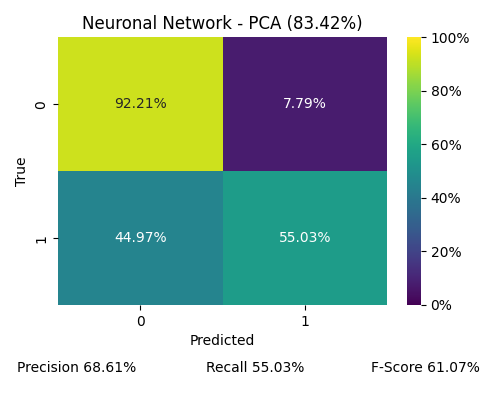 Neuronal Network - PCA (83.42%)
100%
0
92.21%
7.79%
80%
60%
True
40%
1
44.97%
55.03%
20%
0%
0
1
Predicted
Precision 68.61%
Recall 55.03%
F-Score 61.07%